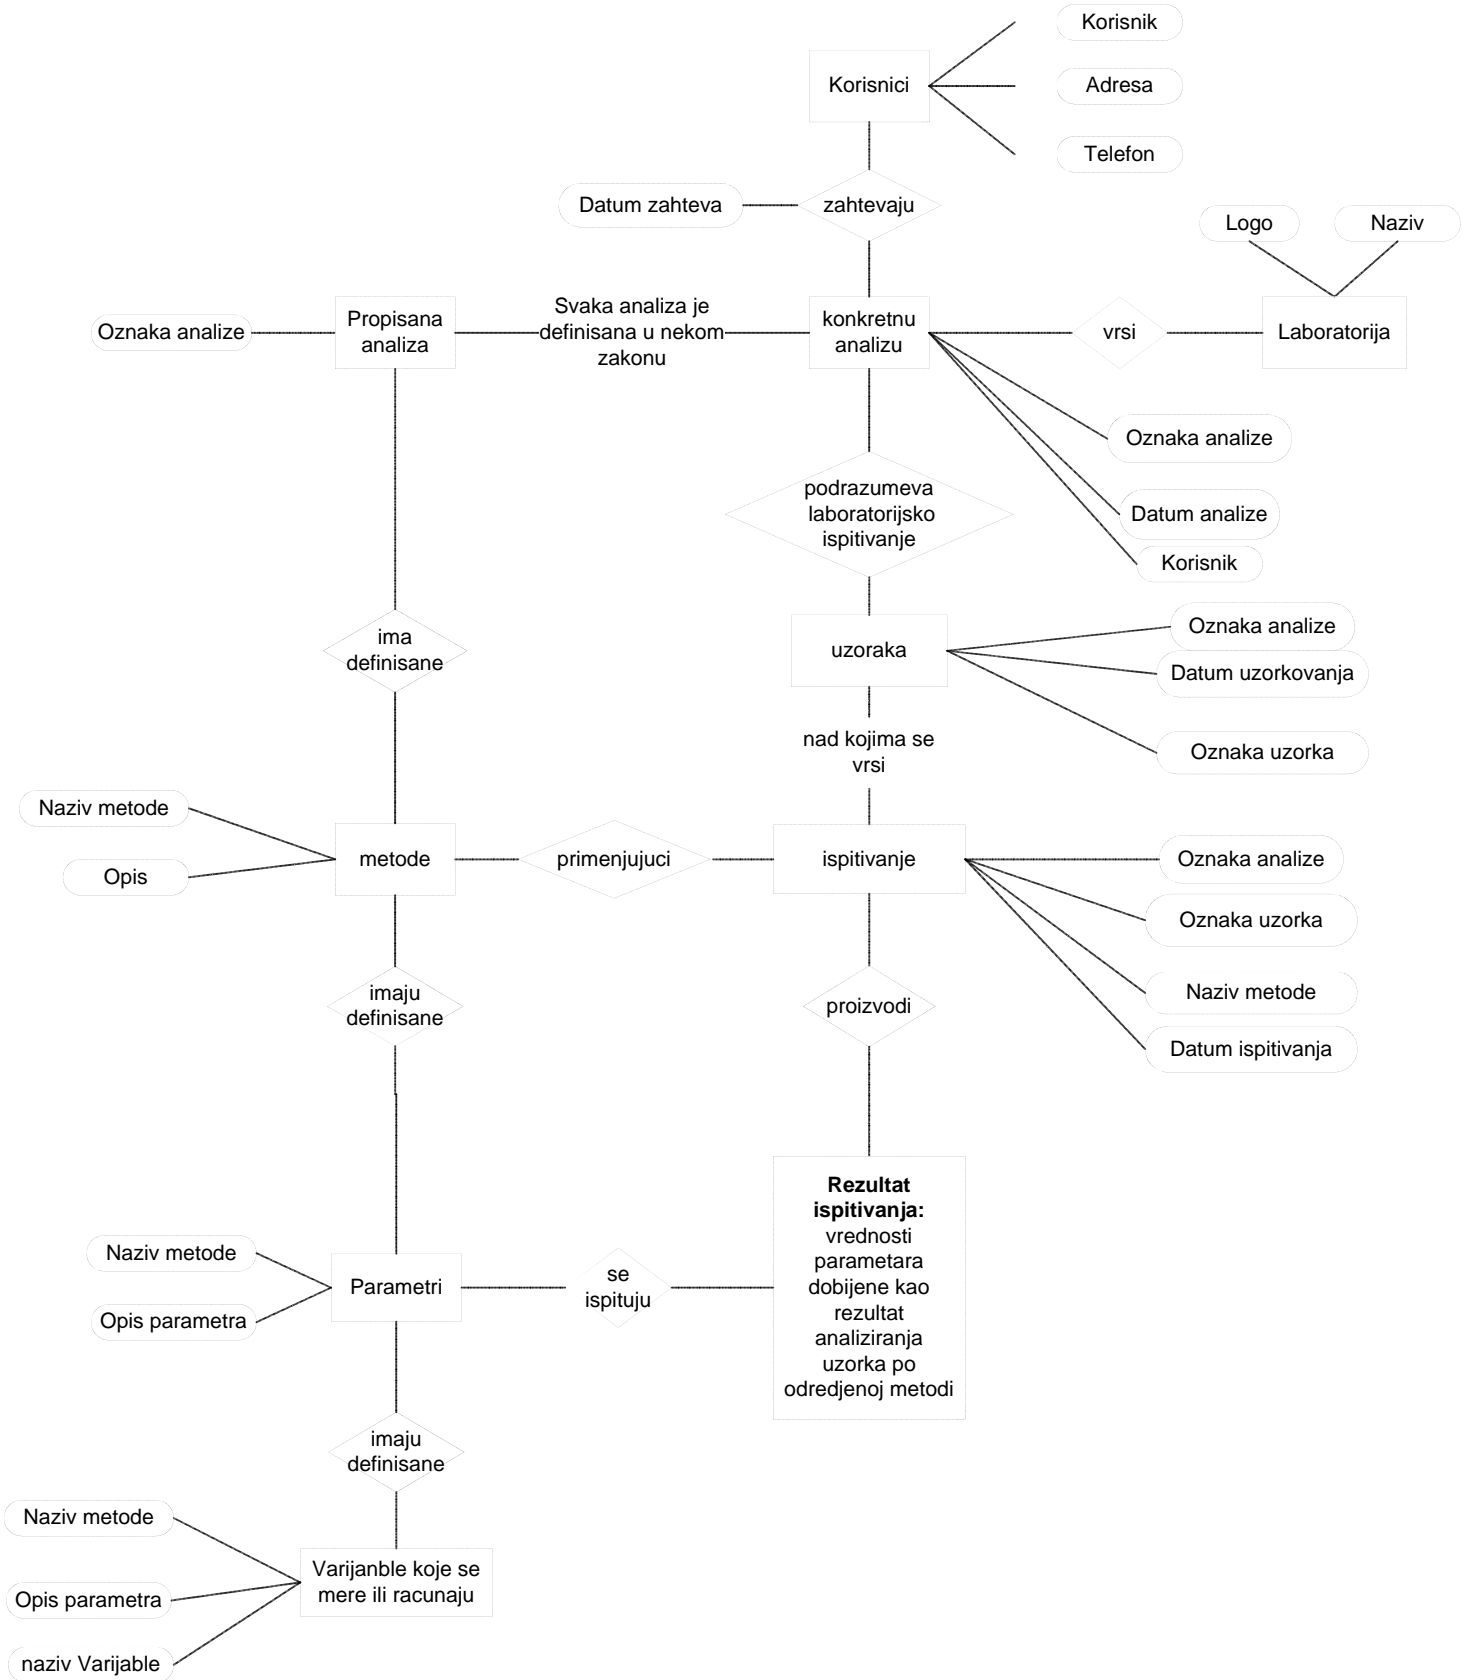 Korisnik
Korisnici
Adresa
Telefon
Datum zahteva
zahtevaju
Logo
Naziv
Oznaka analize
Propisana
analiza
Svaka analiza je
definisana u nekom
zakonu
konkretnu
analizu
vrsi
Laboratorija
Oznaka analize
podrazumeva
laboratorijsko
ispitivanje
Datum analize
Korisnik
ima
definisane
uzoraka
Oznaka analize
Datum uzorkovanja
Oznaka uzorka
nad kojima se
vrsi
Naziv metode
Opis
metode
primenjujuci
ispitivanje
Oznaka analize
Oznaka uzorka
Naziv metode
Datum ispitivanja
imaju
definisane
proizvodi
Naziv metode
Opis parametra
Parametri
se
ispituju
Rezultat
ispitivanja:
vrednosti
parametara
dobijene kao
rezultat
analiziranja
uzorka po
odredjenoj metodi
imaju
definisane
Naziv metode
Opis parametra
naziv Varijable
Varijanble koje se
mere ili racunaju